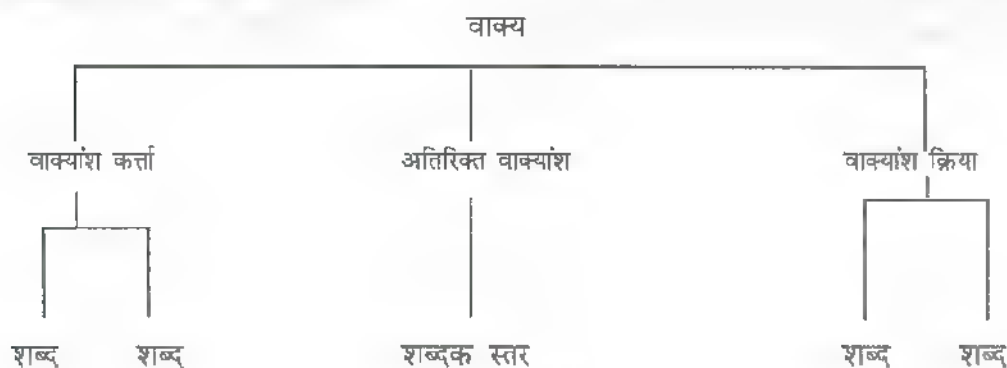 वाक्य
वाक्यांश कर्त्ता अतिरिक्त वाक्यांश वाक्यांश क्रिया
शब्द शब्द शब्दक स्तर शब्द शब्द